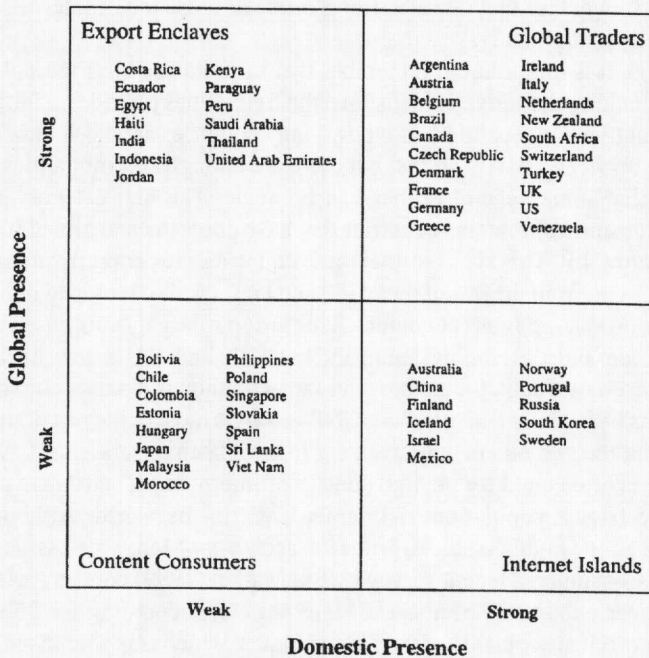 Export Enclaves
Costa Rica Kenya
Ecuador Paraguay
Egypt Peru
Haiti Saudi Arabia
India Thailand
Indonesia United Arab Emirates
Jordan
Global Traders
Argentina Ireland
Austria Italy
Belgium Netherlands
Brazil New Zealand
Canada South Africa
Czech Republic Switzerland
Denmark Turkey
France UK
Germany US
Greece Venezuela
Strong
Global Presence
Weak
Bolivia Philippines
Chile Poland
Colombia Singapore
Estonia Slovakia
Hungary Spain
Japan Sri Lanka
Malaysia Viet Nam
Morocco
Content Consumers
Australia Norway
China Portugal
Finland Russia
Iceland South Korea
Israel Sweden
Mexico
Internet Islands
Weak
Strong
Domestic Presence